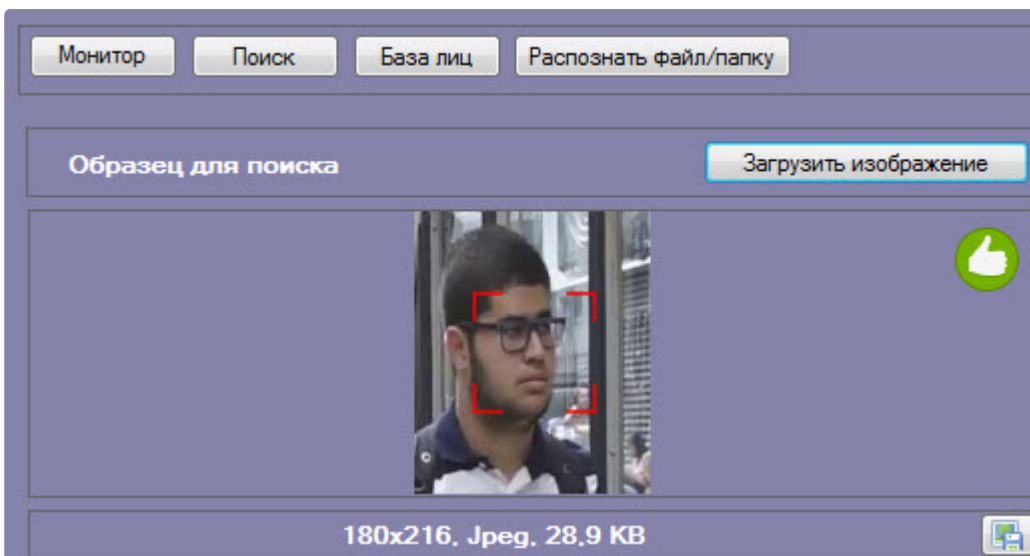 Монитор Поиск База лиц Распознать файл/папку
Образец для поиска Загрузить изображение
180x216, Jpeg, 28,9 KB